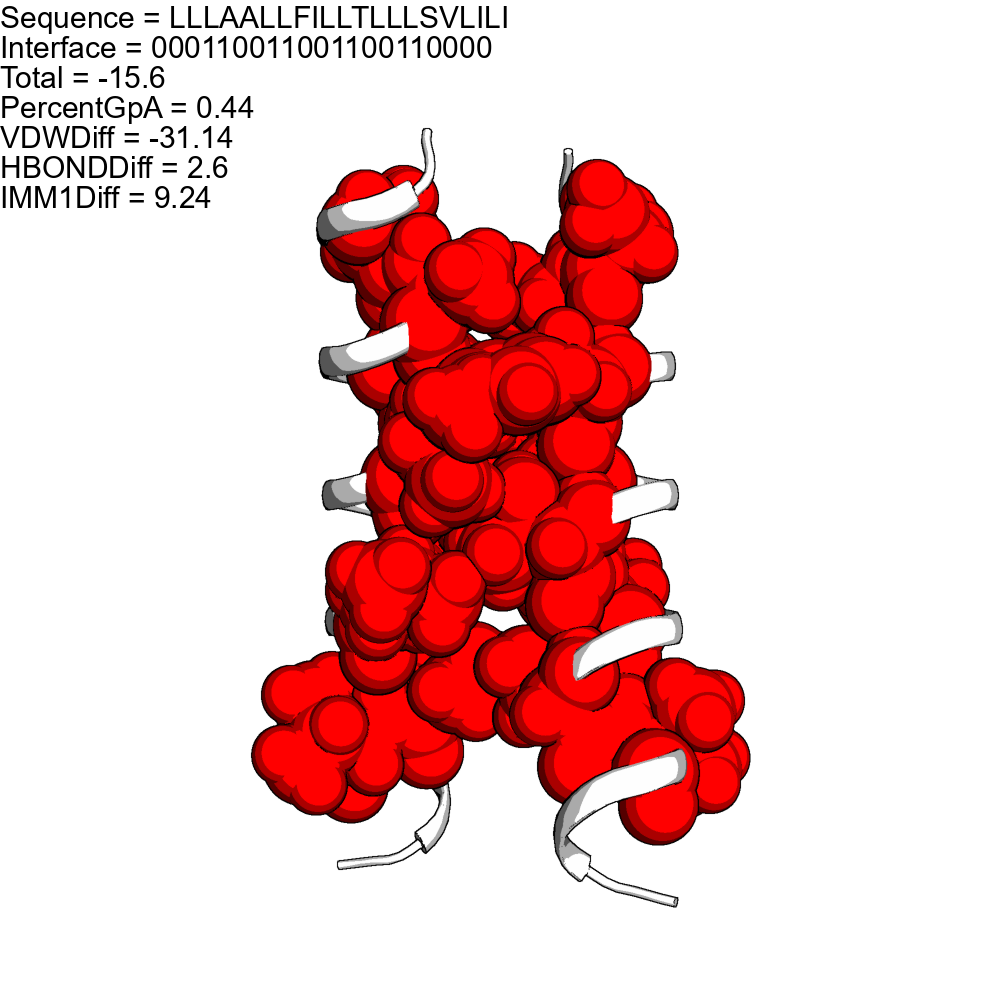 Sequence = LLLAALLFILLTLLLSVLILI
Interface = 000110011001100110000
Total = -15.6
PercentGpA = 0.44
VDWDiff = -31.14
HBONDDiff = 2.6
IMM1Diff = 9.24